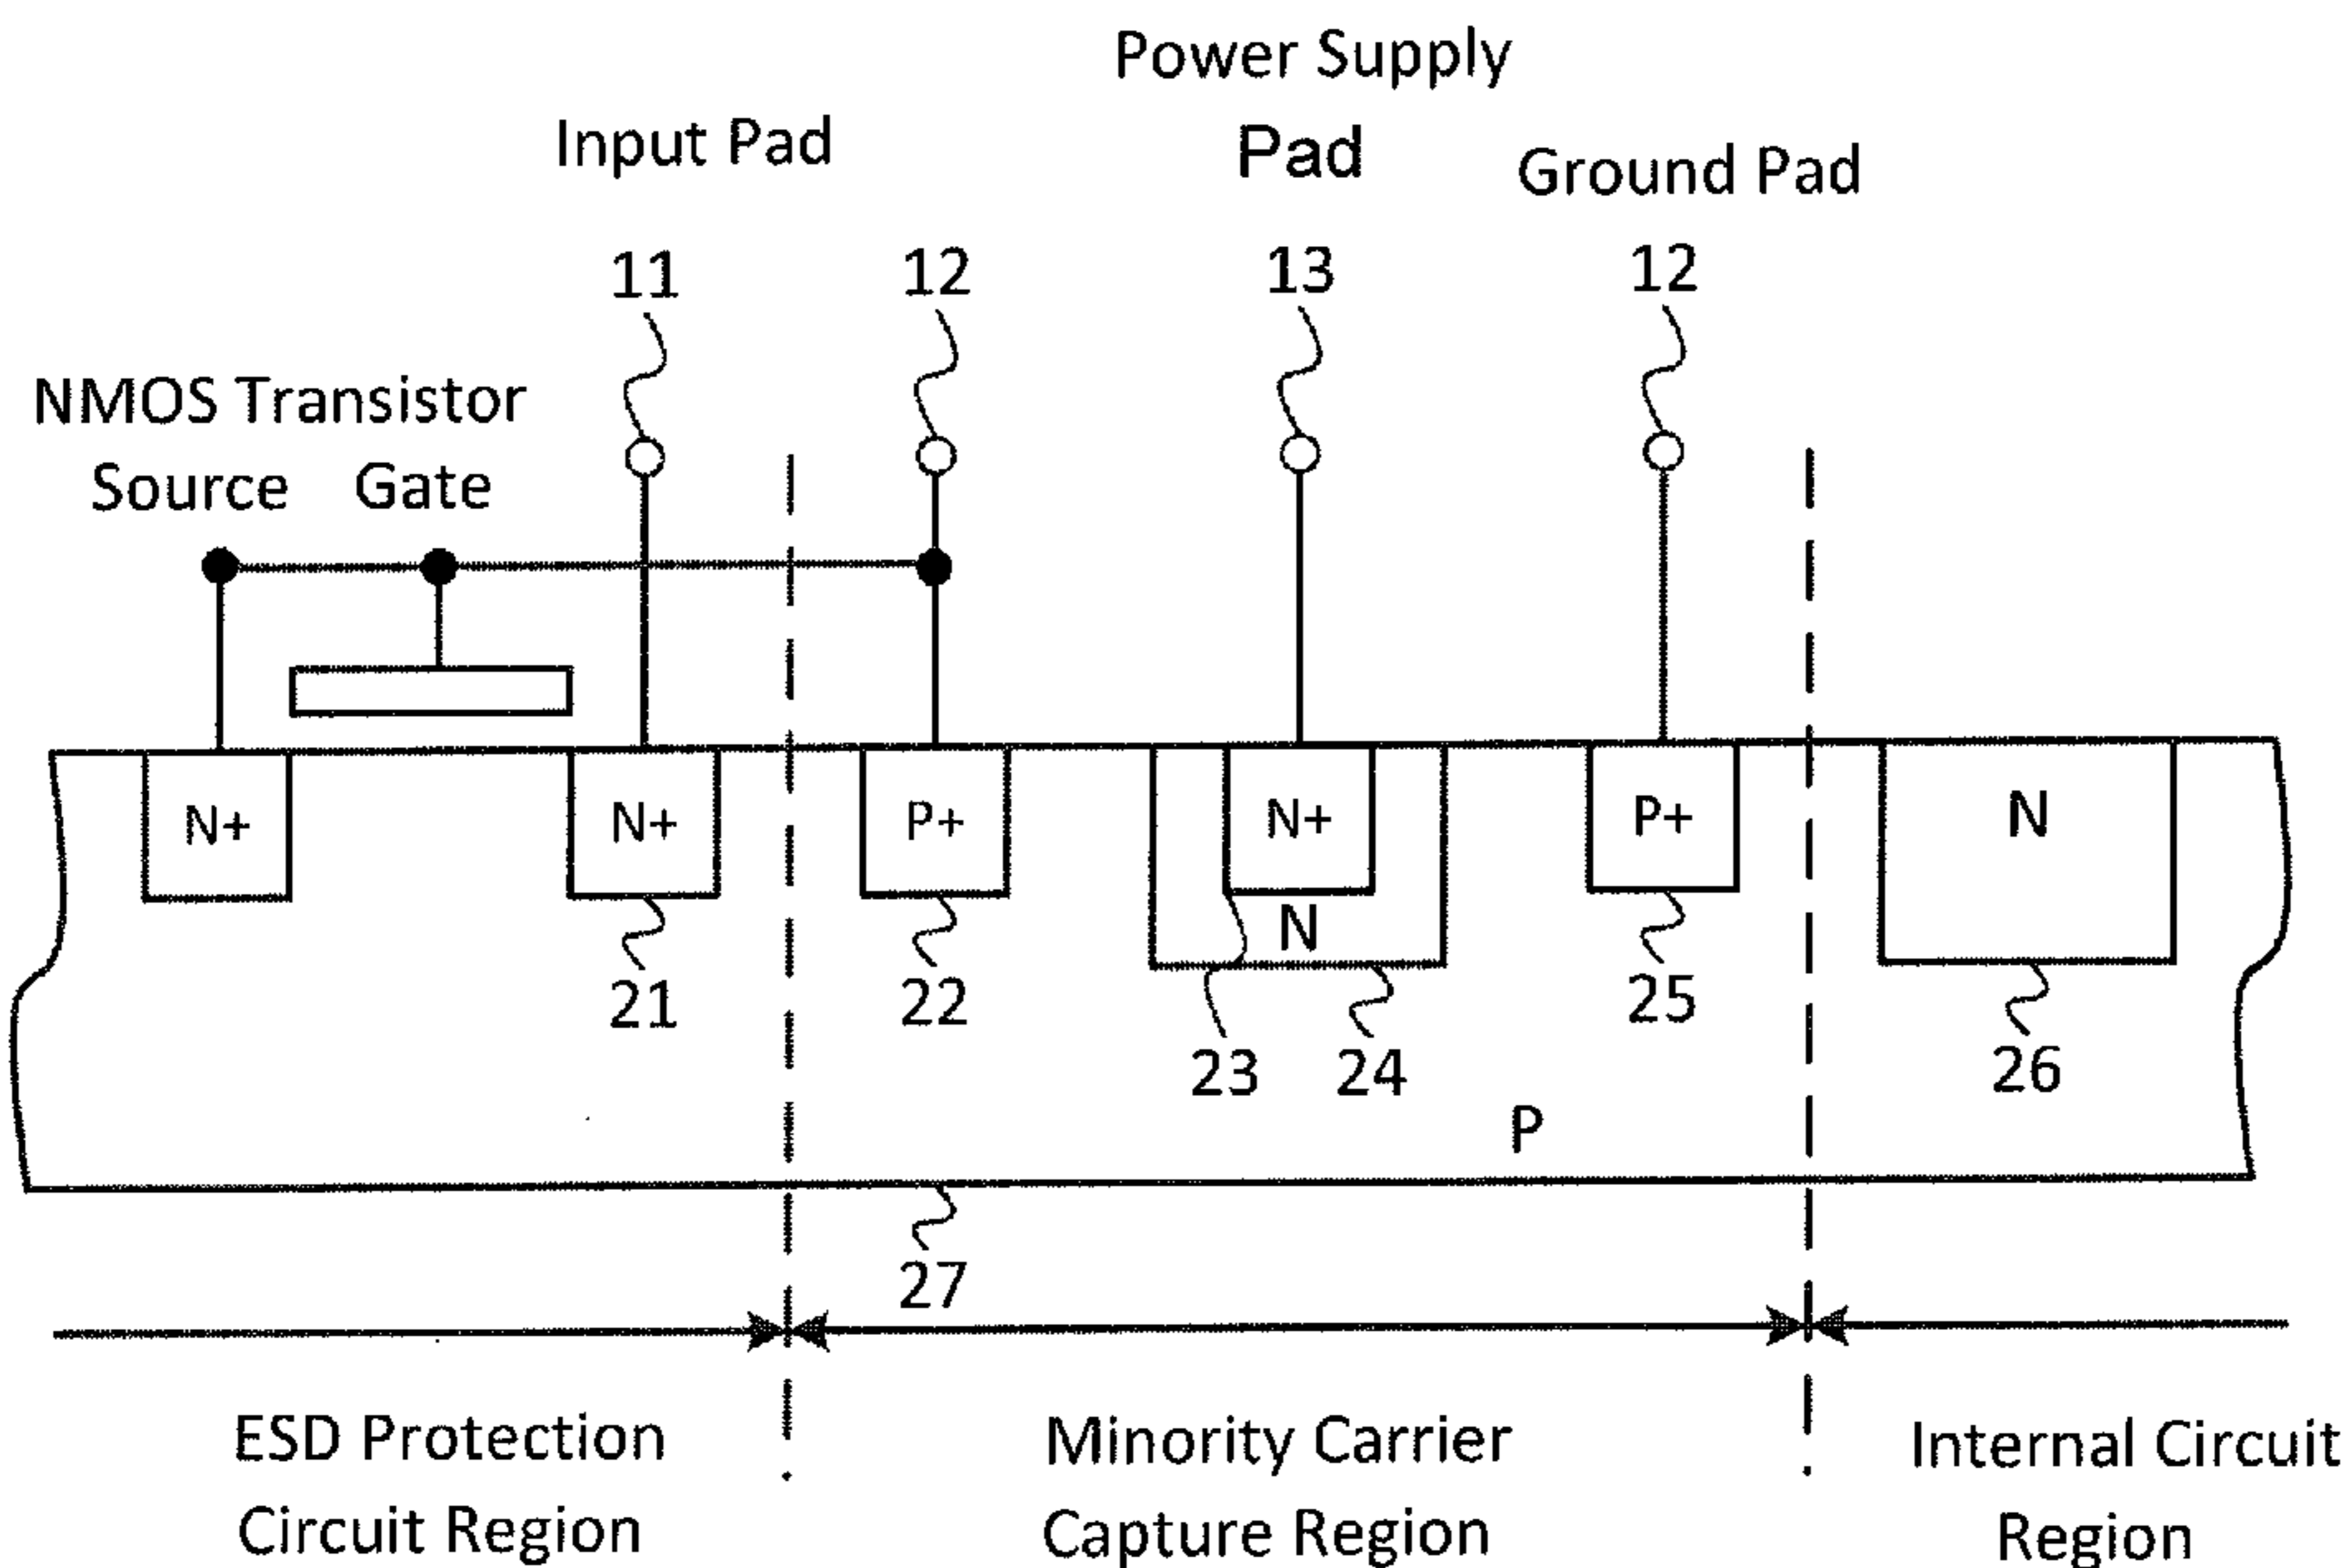 Power Supply
Pad
Input Pad
Ground Pad
11
12
13
12
NMOS Transistor
Source Gate
N+
N+
P+
N+
P+
N
N
21
22
25
23
24
26
P
27
ESD Protection
Circuit Region
Minority Carrier
Capture Region
Internal Circuit
Region